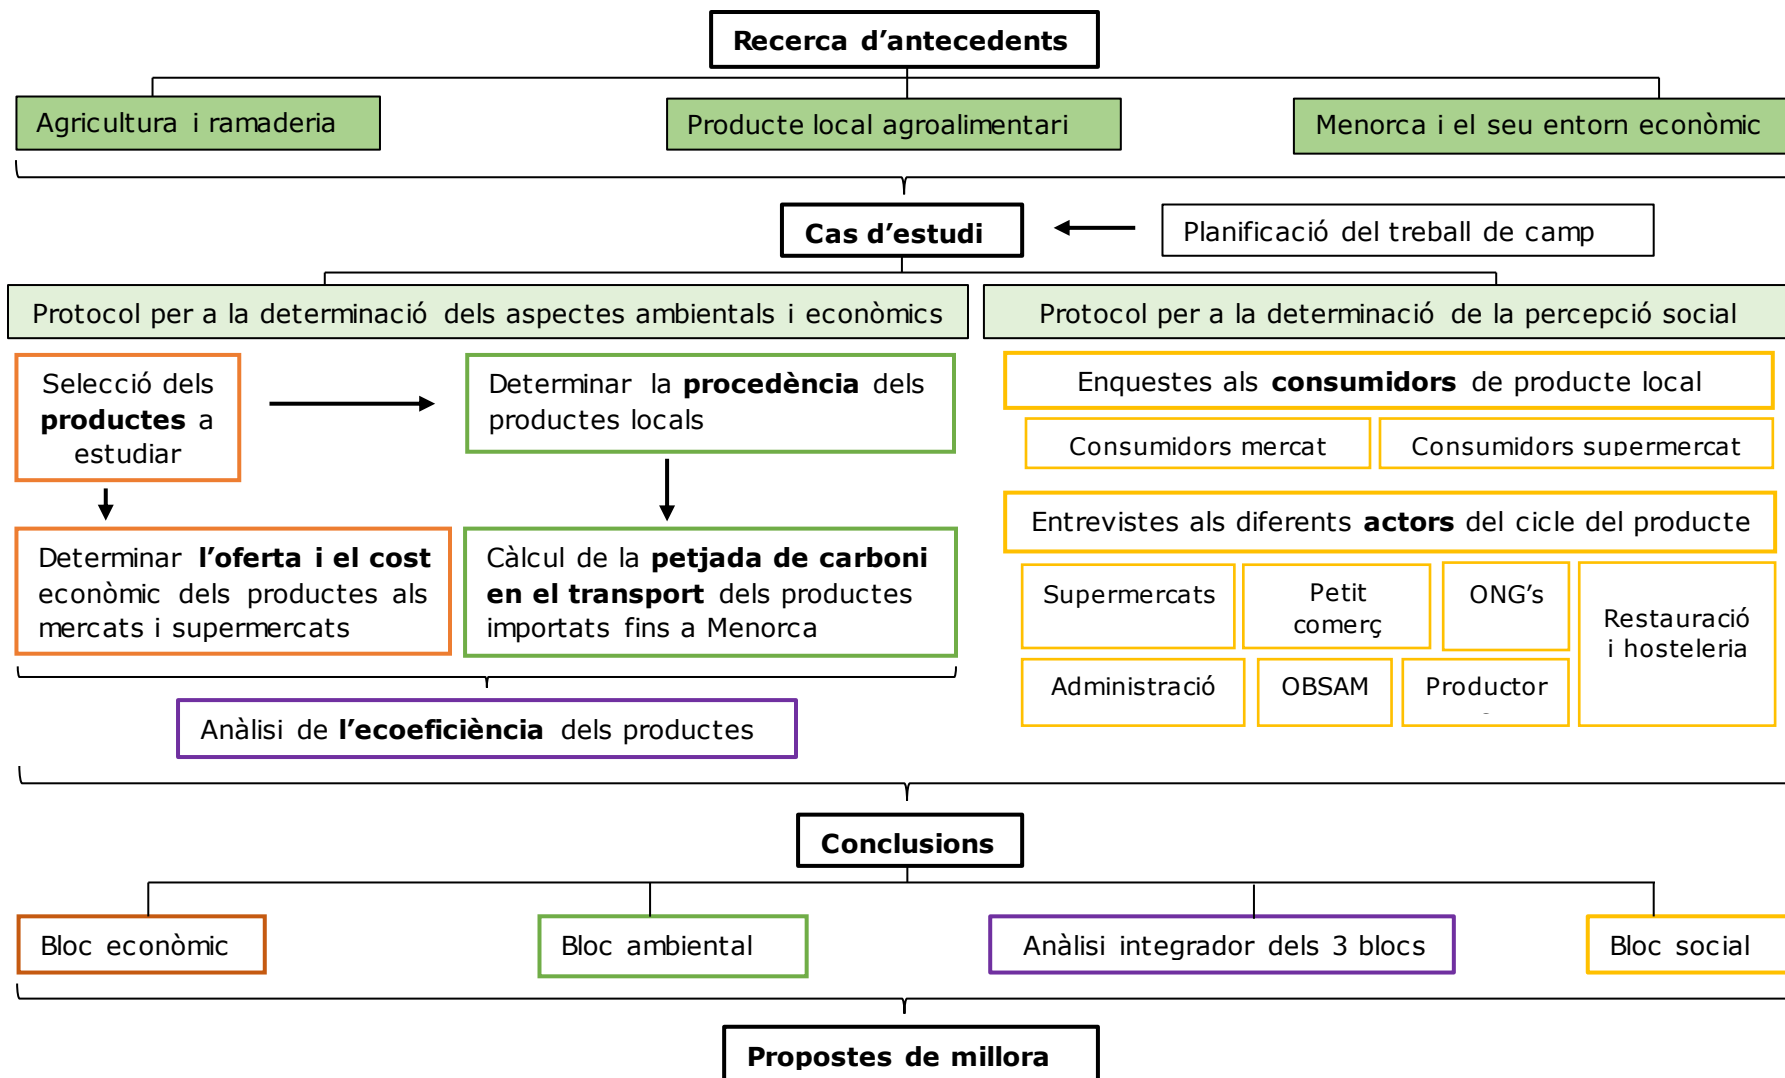 Recerca d’antecedents
Agricultura i ramaderia
Producte local agroalimentari
Menorca i el seu entorn econòmic
Cas d’estudi
Planificació del treball de camp
Protocol per a la determinació dels aspectes ambientals i econòmics
Protocol per a la determinació de la percepció social
Selecció dels
productes a
estudiar
Determinar la procedència dels
productes locals
Determinar l’oferta i el cost
econòmic dels productes als
mercats i supermercats
Càlcul de la petjada de carboni
en el transport dels productes
importats fins a Menorca
Anàlisi de l’ecoeficiència dels productes
Enquestes als consumidors de producte local
Consumidors mercat
Consumidors supermercat
Entrevistes als diferents actors del cicle del producte
Supermercats
Petit
comerç
ONG’s
Restauració
i hosteleria
Administració
OBSAM
Productor
Conclusions
Bloc econòmic
Bloc ambiental
Anàlisi integrador dels 3 blocs
Bloc social
Propostes de millora